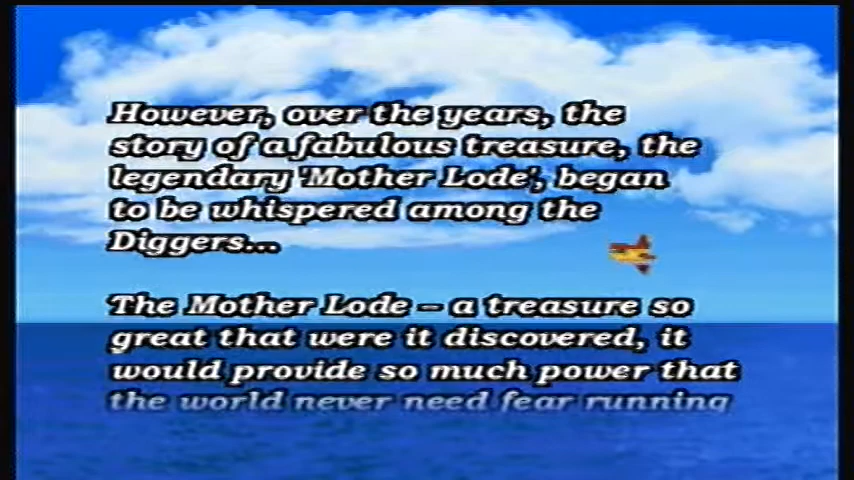 However, over the years, the
story of a fabulous treasure, the
legendary 'Mother Lode', began
to be whispered among the
Diggers...
The Mother Lode – a treasure so
great that were it discovered, it
would provide so much power that
the world never need fear running